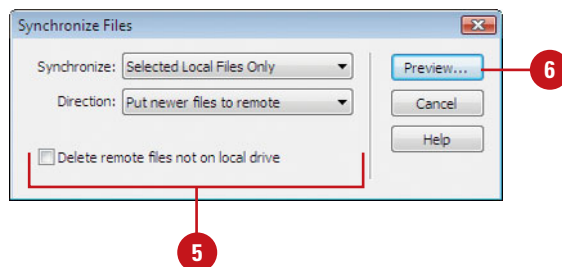 Synchronize Files
Synchronize: Selected Local Files Only
Preview...
6
Direction: Put newer files to remote
Cancel
Help
Delete remote files not on local drive
5